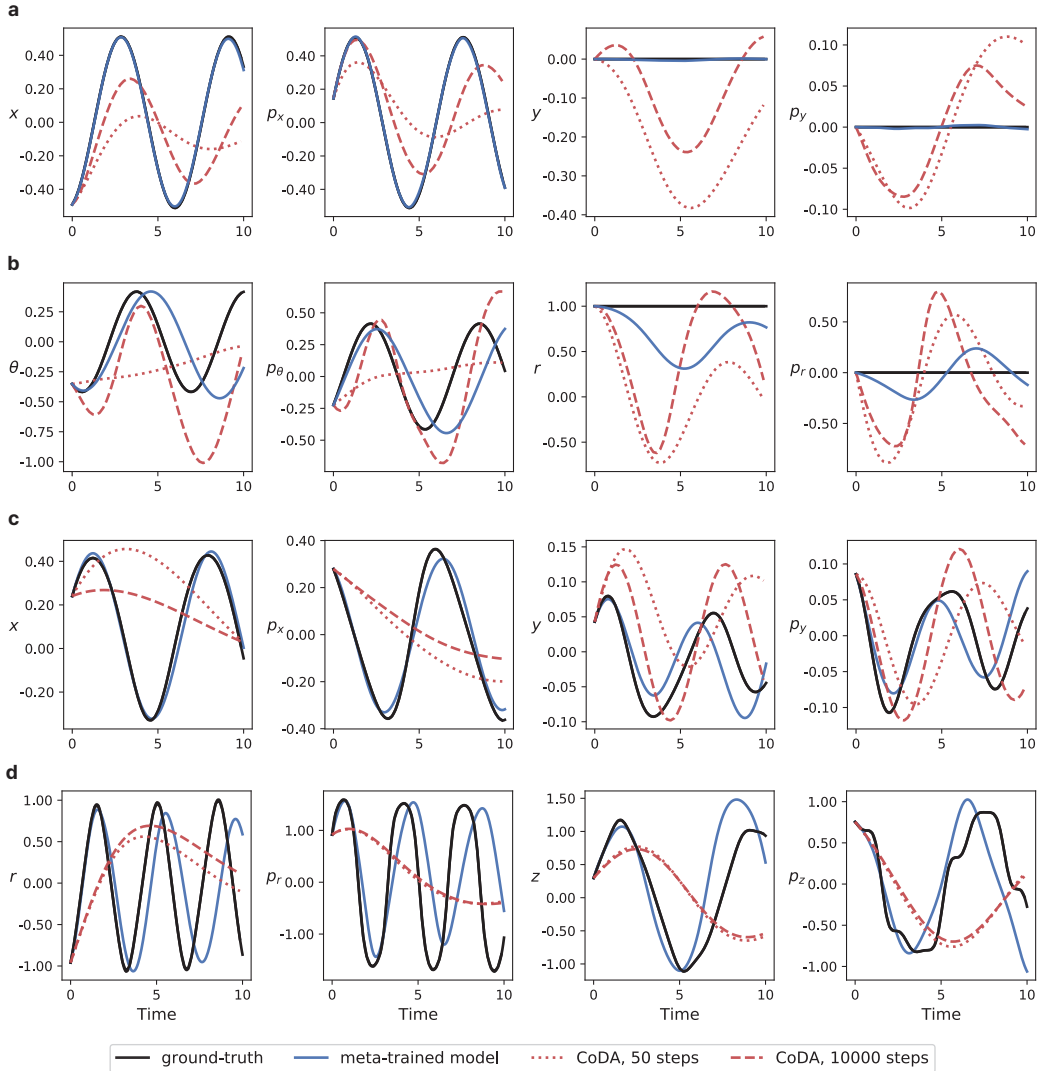 a
0.40
0.20
0.00
-0.20
-0.40
x
0 5 10
0.40
0.20
0.00
-0.20
-0.40
pₓ
0 5 10
0.00
-0.10
-0.20
-0.30
-0.40
y
0 5 10
0.10
0.05
0.00
-0.05
-0.10
p_y
0 5 10
b
0.25
0.00
-0.25
-0.50
-0.75
-1.00
θ
0 5 10
0.50
0.25
0.00
-0.25
-0.50
p_θ
0 5 10
1.00
0.50
0.00
-0.50
r
0 5 10
0.50
0.00
-0.50
p_r
0 5 10
c
0.40
0.20
0.00
-0.20
x
0 5 10
0.40
0.20
0.00
-0.20
-0.40
pₓ
0 5 10
0.15
0.10
0.05
0.00
-0.05
-0.10
y
0 5 10
0.10
0.05
0.00
-0.05
-0.10
p_y
0 5 10
d
1.00
0.50
0.00
-0.50
-1.00
r
0 5 10
Time
1.00
0.00
-1.00
p_r
0 5 10
Time
1.50
1.00
0.50
0.00
-0.50
-1.00
z
0 5 10
Time
1.00
0.50
0.00
-0.50
-1.00
p_z
0 5 10
Time
ground-truth meta-trained model CoDA, 50 steps CoDA, 10000 steps